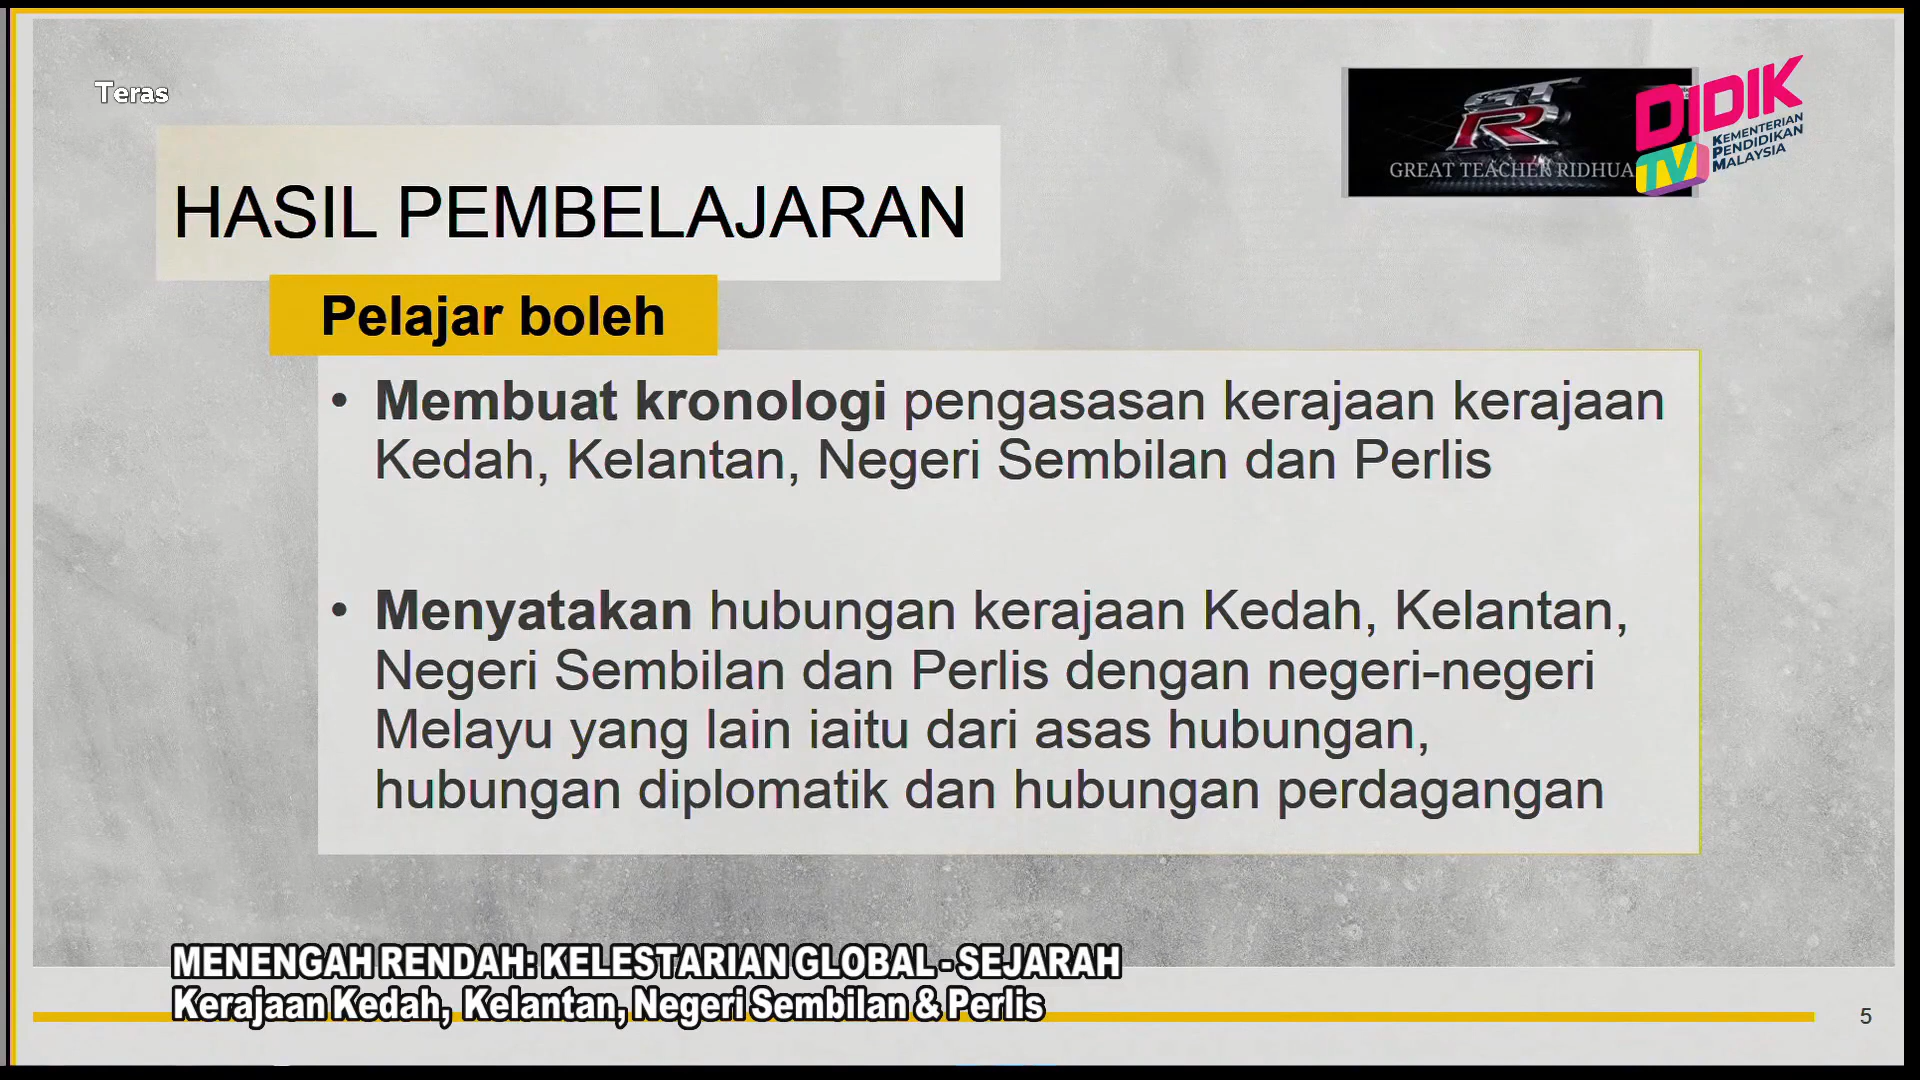 Teras
GREAT TEACHER RIDHUA
DIDIK
TV
KEMENTERIAN
PENDIDIKAN
MALAYSIA
HASIL PEMBELAJARAN
Pelajar boleh
• Membuat kronologi pengasasan kerajaan kerajaan
Kedah, Kelantan, Negeri Sembilan dan Perlis
• Menyatakan hubungan kerajaan Kedah, Kelantan,
Negeri Sembilan dan Perlis dengan negeri-negeri
Melayu yang lain iaitu dari asas hubungan,
hubungan diplomatik dan hubungan perdagangan
MENENGAH RENDAH: KELESTARIAN GLOBAL - SEJARAH
Kerajaan Kedah, Kelantan, Negeri Sembilan & Perlis
5